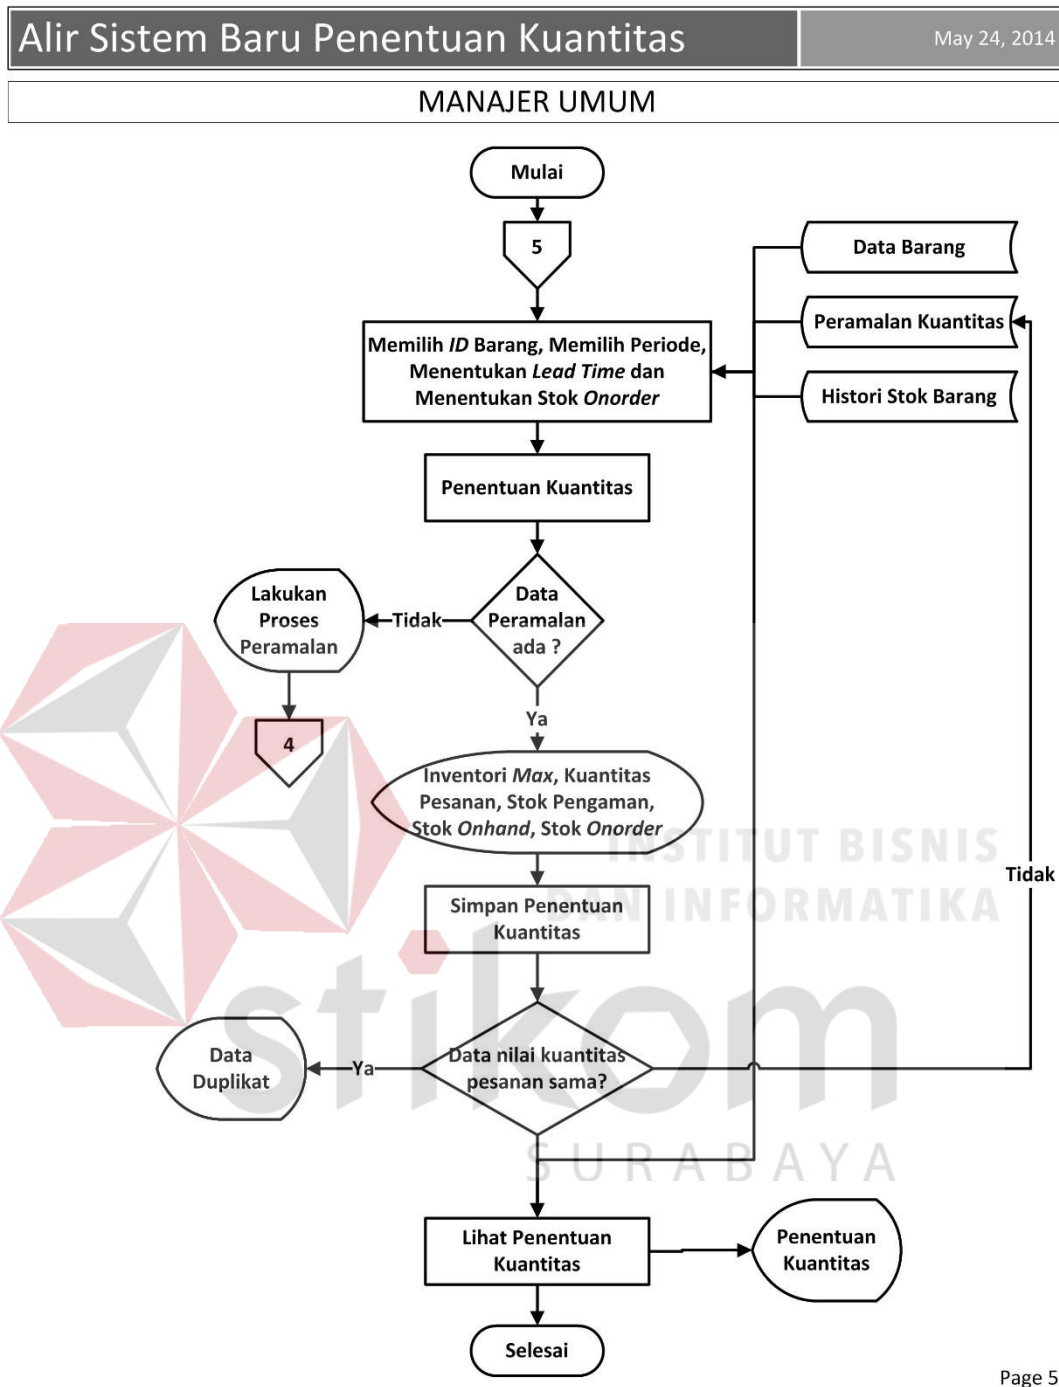 Alir Sistem Baru Penentuan Kuantitas
May 24, 2014
MANAJER UMUM
Mulai
5
Data Barang
Peramalan Kuantitas
Histori Stok Barang
Memilih ID Barang, Memilih Periode,
Menentukan Lead Time dan
Menentukan Stok Onorder
Penentuan Kuantitas
Data
Peramalan
ada ?
Tidak
Lakukan
Proses
Peramalan
4
Ya
Inventori Max, Kuantitas
Pesanan, Stok Pengaman,
Stok Onhand, Stok Onorder
INSTITUT BISNIS
DAN INFORMATIKA
Tidak
Simpan Penentuan
Kuantitas
stikom
Data nilai kuantitas
pesanan sama?
Ya
Data
Duplikat
SURABAYA
Lihat Penentuan
Kuantitas
Penentuan
Kuantitas
Selesai
Page 5